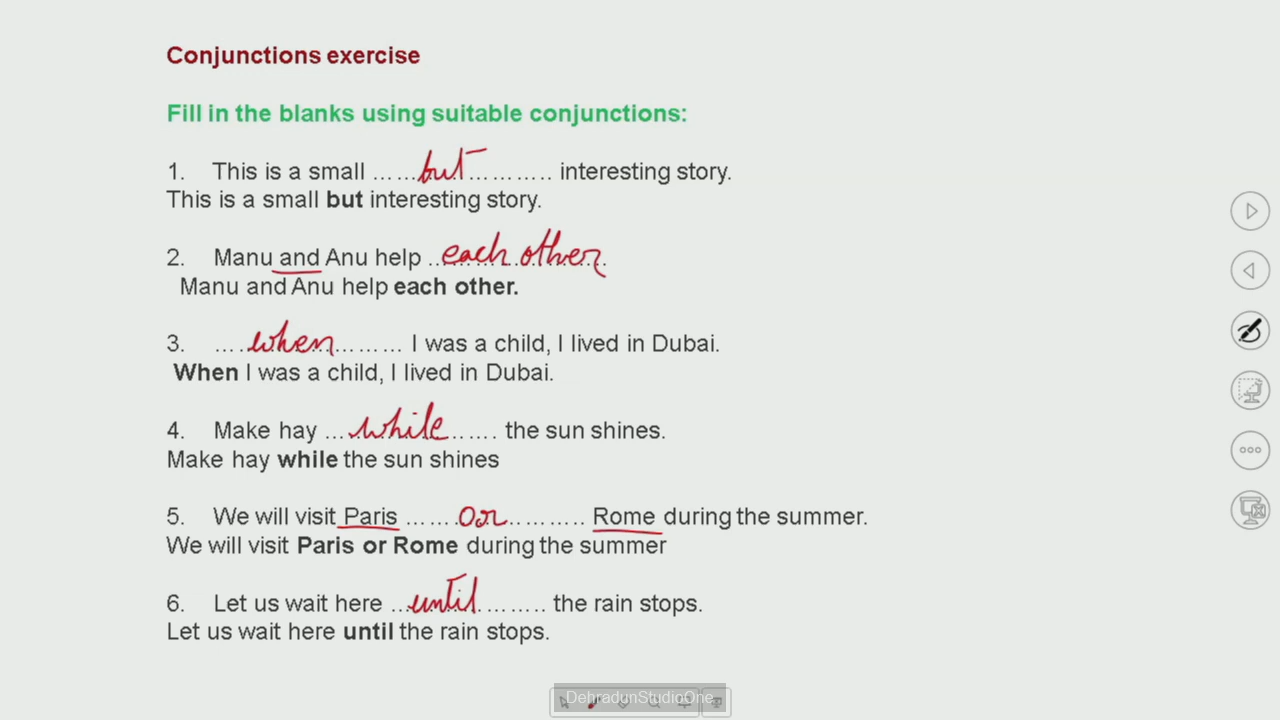 Conjunctions exercise
Fill in the blanks using suitable conjunctions:
1. This is a small ……but………….. interesting story.
This is a small but interesting story.
2. Manu and Anu help ..each other.
Manu and Anu help each other.
3. ….when………… I was a child, I lived in Dubai.
When I was a child, I lived in Dubai.
4. Make hay ….while…….. the sun shines.
Make hay while the sun shines
5. We will visit Paris …….or……….. Rome during the summer.
We will visit Paris or Rome during the summer
6. Let us wait here …until…….. the rain stops.
Let us wait here until the rain stops.
DehradunStudioOne